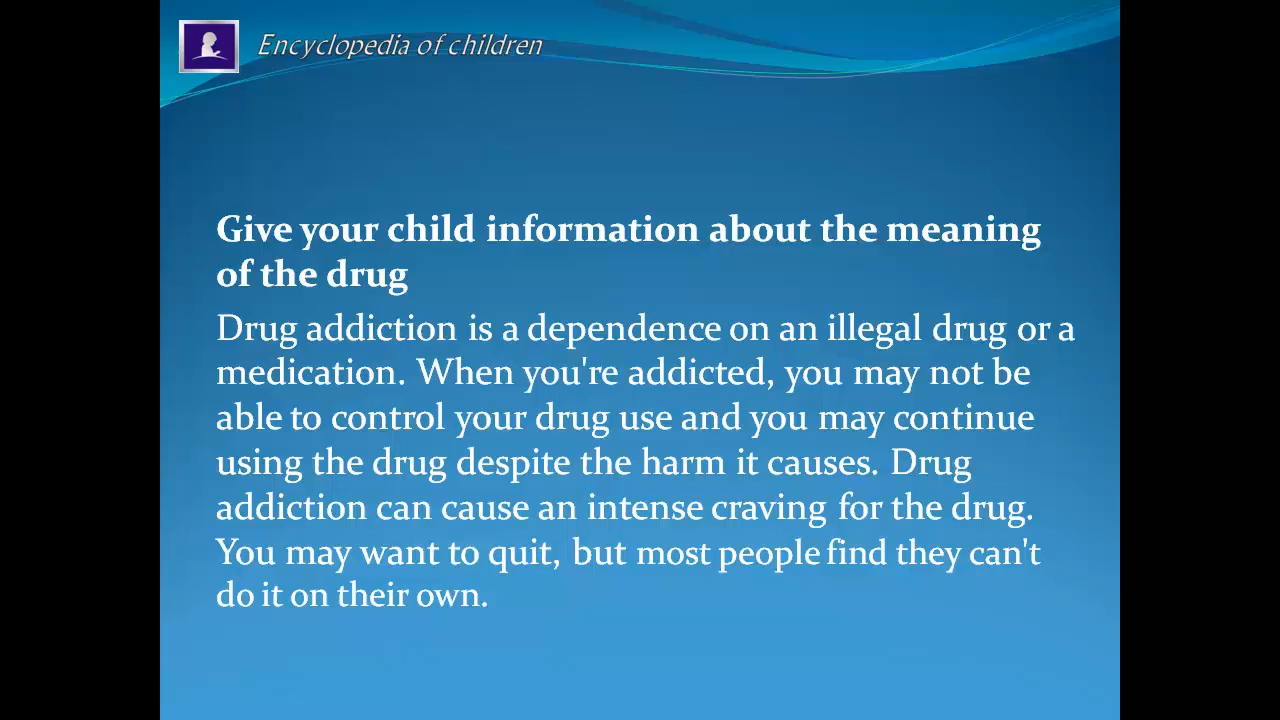 Encyclopedia of children
Give your child information about the meaning
of the drug
Drug addiction is a dependence on an illegal drug or a
medication. When you're addicted, you may not be
able to control your drug use and you may continue
using the drug despite the harm it causes. Drug
addiction can cause an intense craving for the drug.
You may want to quit, but most people find they can't
do it on their own.